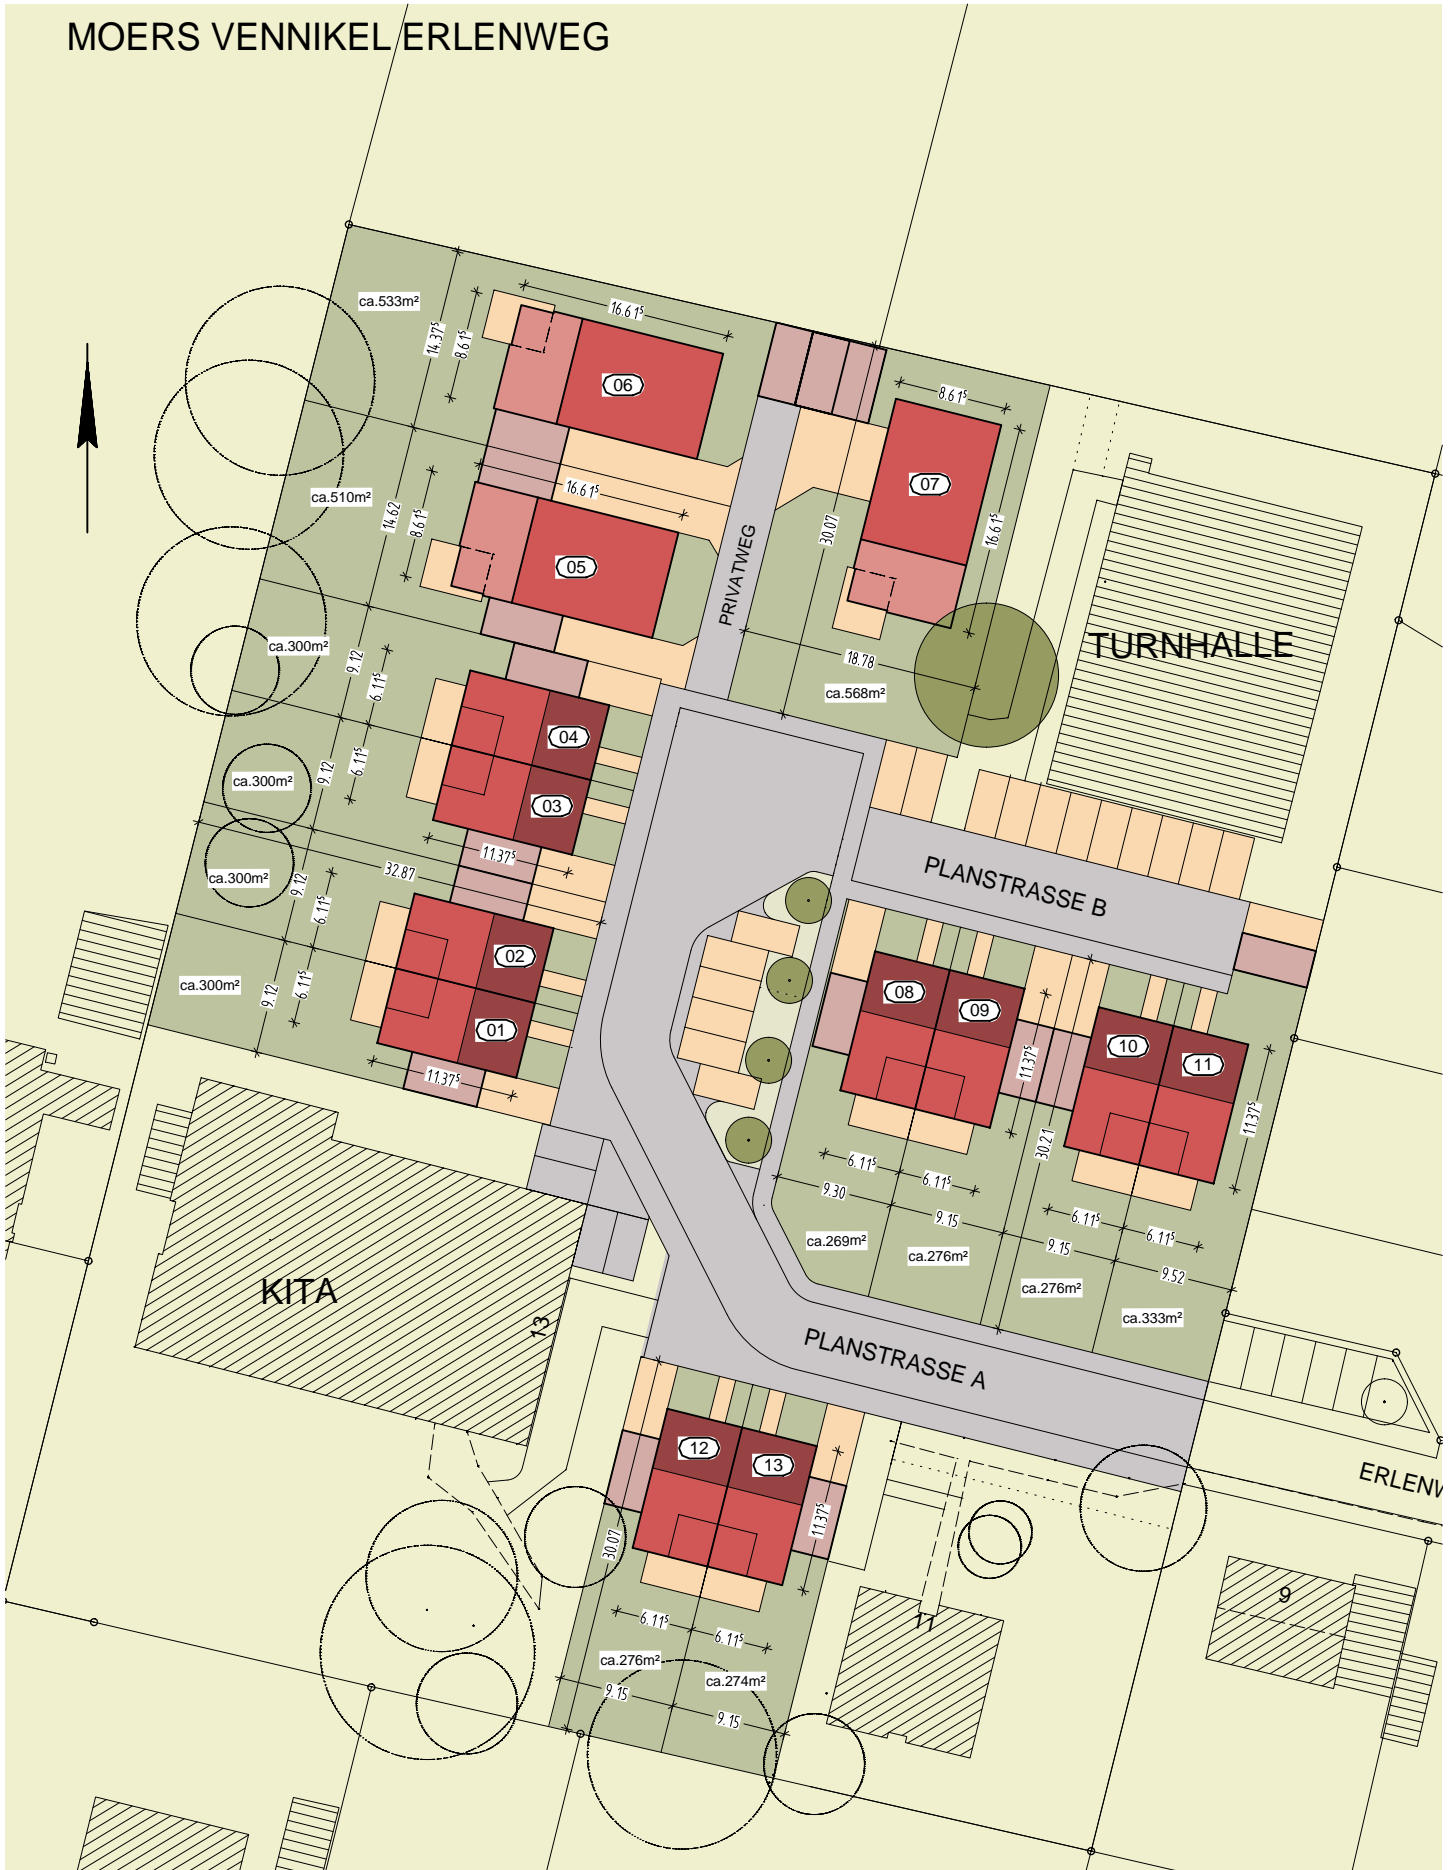 MOERS VENNIKEL ERLENWEG
ca.533m²
14.37⁵
8.61⁵
16.61⁵
06
8.61⁵
07
ca.510m²
14.62
8.61⁵
16.61⁵
05
PRIVATWEG
30.07
16.61⁵
TURNHALLE
18.78
ca.568m²
ca.300m²
9.12
6.11⁵
04
ca.300m²
9.12
6.11⁵
03
11.37⁵
32.87
ca.300m²
9.12
6.11⁵
02
PLANSTRASSE B
ca.300m²
9.12
6.11⁵
01
11.37⁵
08
09
10
11
11.37⁵
30.21
11.37⁵
6.11⁵
6.11⁵
9.30
9.15
6.11⁵
6.11⁵
9.15
9.52
ca.269m²
ca.276m²
ca.276m²
ca.333m²
KITA
13
PLANSTRASSE A
12
13
ERLENW
30.07
11.37⁵
9
11
6.11⁵
6.11⁵
ca.276m²
ca.274m²
9.15
9.15